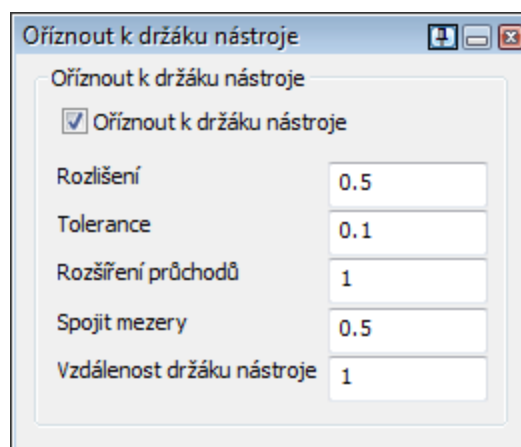 Oříznout k držáku nástroje
Oříznout k držáku nástroje
Oříznout k držáku nástroje
Rozlišení 0.5
Tolerance 0.1
Rozšíření průchodů 1
Spojit mezery 0.5
Vzdálenost držáku nástroje 1